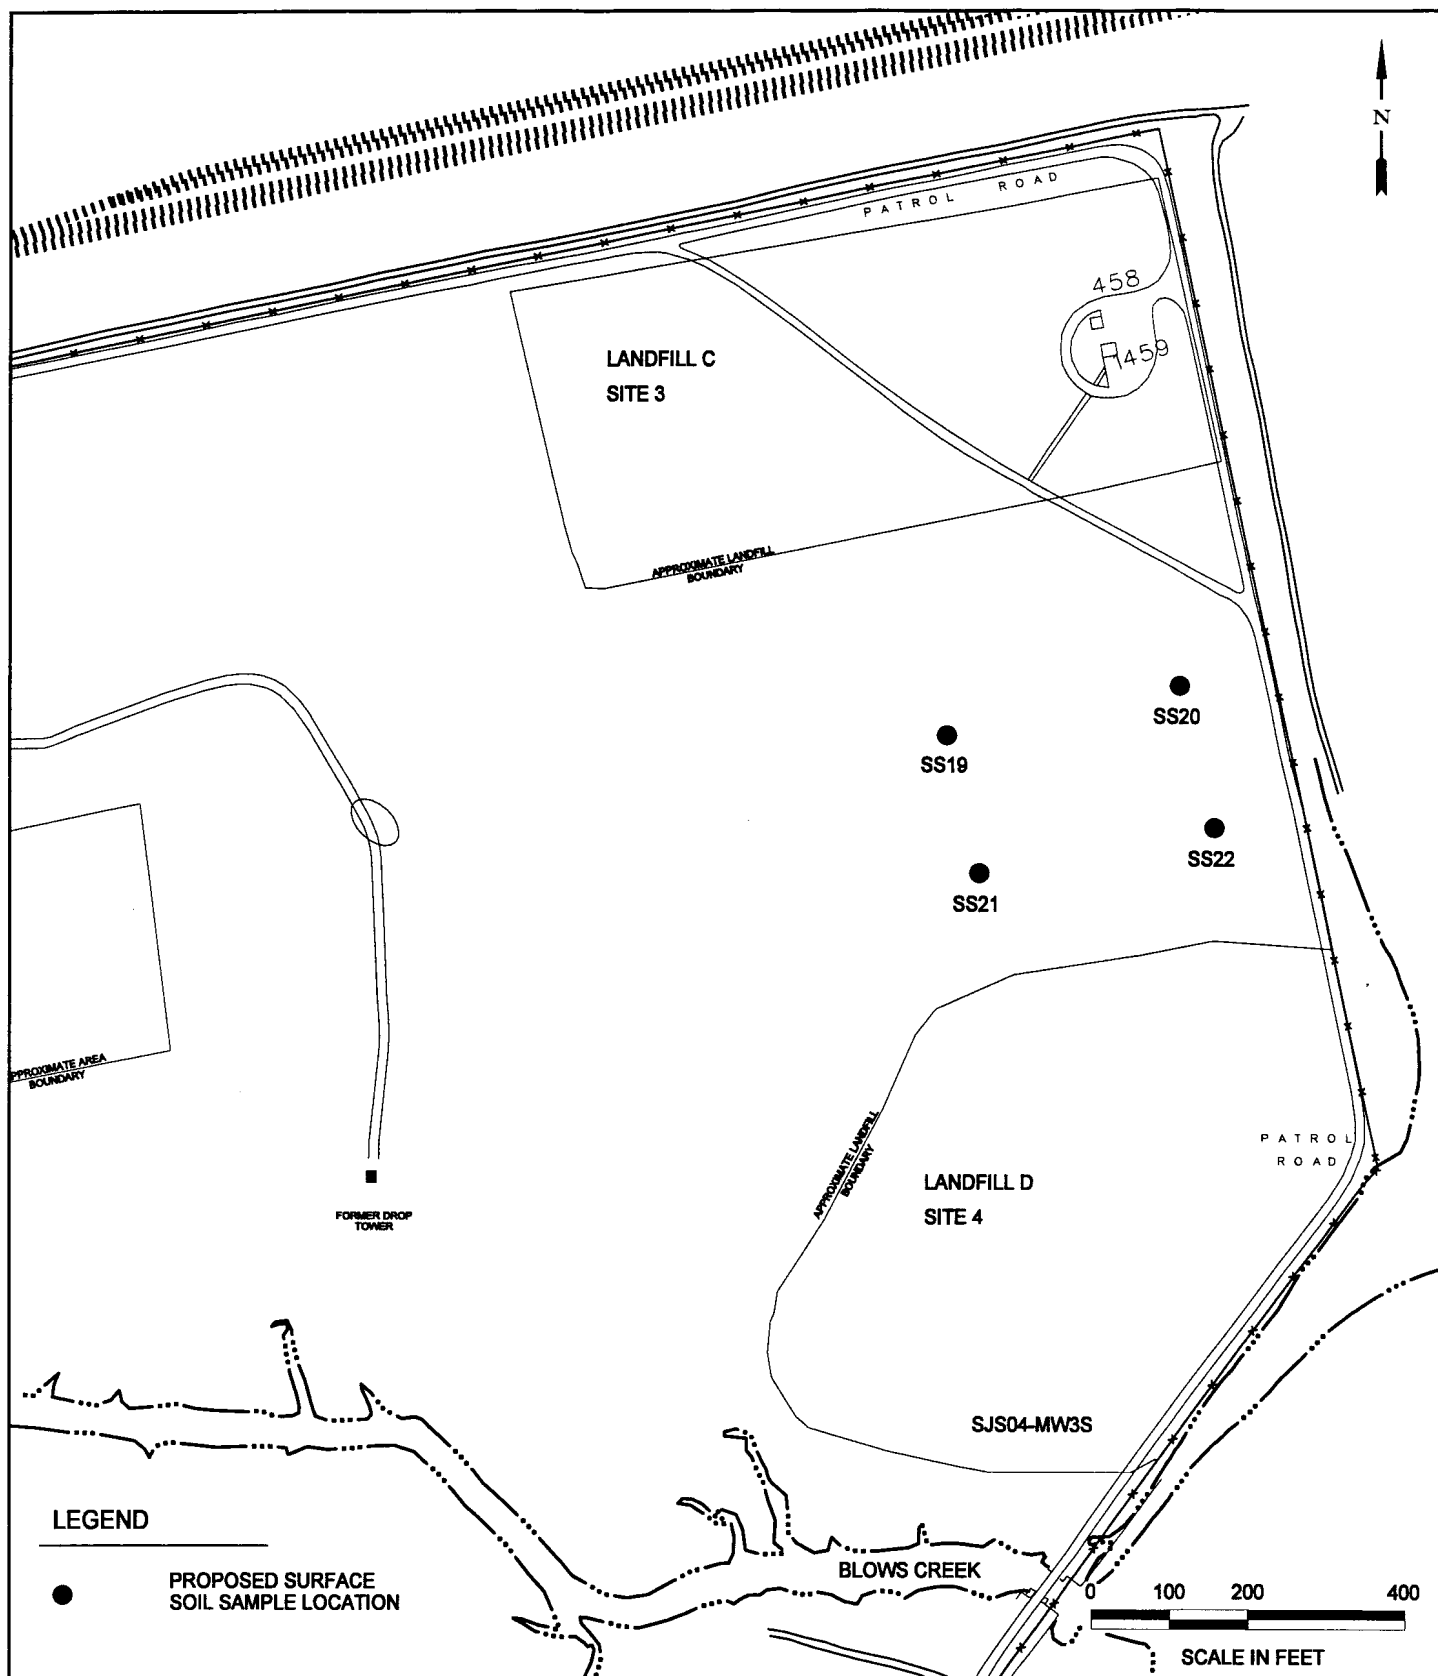 N
PATROL ROAD
458
459
LANDFILL C
SITE 3
APPROXIMATE LANDFILL
BOUNDARY
SS20
SS19
SS22
SS21
PPROXIMATE AREA
BOUNDARY
APPROXIMATE LANDFILL
BOUNDARY
PATROL
ROAD
LANDFILL D
SITE 4
FORMER DROP
TOWER
SJS04-MW3S
LEGEND
BLOWS CREEK
PROPOSED SURFACE
SOIL SAMPLE LOCATION
0 100 200 400
SCALE IN FEET